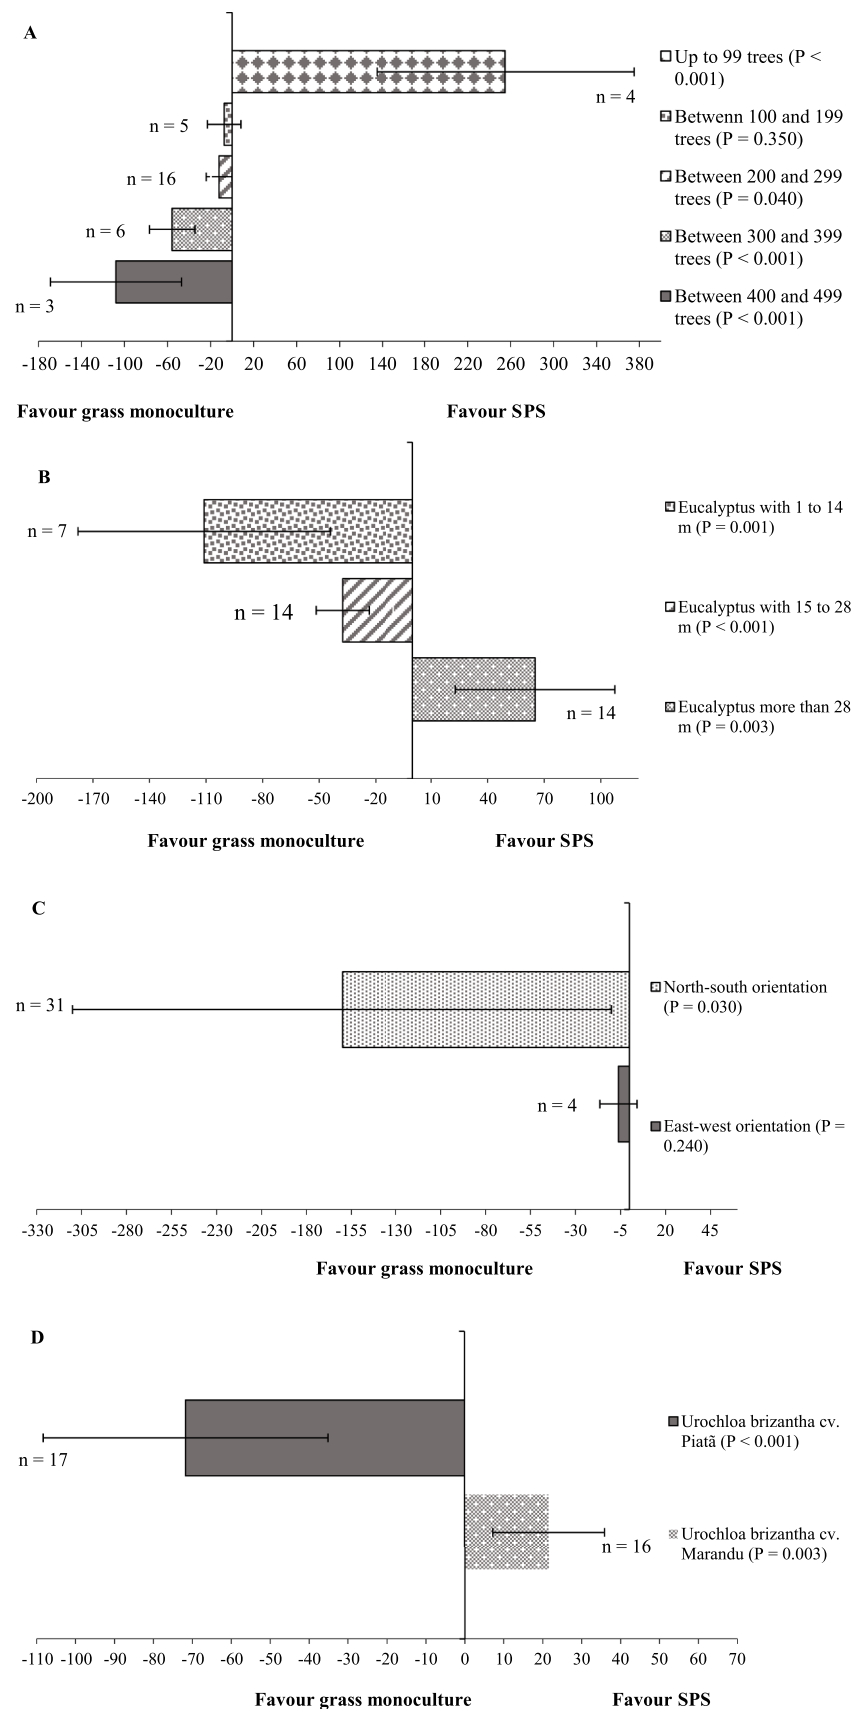 A
Up to 99 trees (P <
0.001)
n = 4
Betwenn 100 and 199
trees (P = 0.350)
n = 5
Between 200 and 299
trees (P = 0.040)
n = 16
Between 300 and 399
trees (P < 0.001)
n = 6
Between 400 and 499
trees (P < 0.001)
n = 3
-180 -140 -100 -60 -20 20 60 100 140 180 220 260 300 340 380
Favour grass monoculture Favour SPS
B
Eucalyptus with 1 to 14
m (P = 0.001)
n = 7
Eucalyptus with 15 to 28
m (P < 0.001)
n = 14
Eucalyptus more than 28
m (P = 0.003)
n = 14
-200 -170 -140 -110 -80 -50 -20 10 40 70 100
Favour grass monoculture Favour SPS
C
North-south orientation
(P = 0.030)
n = 31
n = 4
East-west orientation (P =
0.240)
-330 -305 -280 -255 -230 -205 -180 -155 -130 -105 -80 -55 -30 -5 20 45
Favour grass monoculture Favour SPS
D
Urochloa brizantha cv.
Piatã (P < 0.001)
n = 17
Urochloa brizantha cv.
Marandu (P = 0.003)
n = 16
-110 -100 -90 -80 -70 -60 -50 -40 -30 -20 -10 0 10 20 30 40 50 60 70
Favour grass monoculture Favour SPS